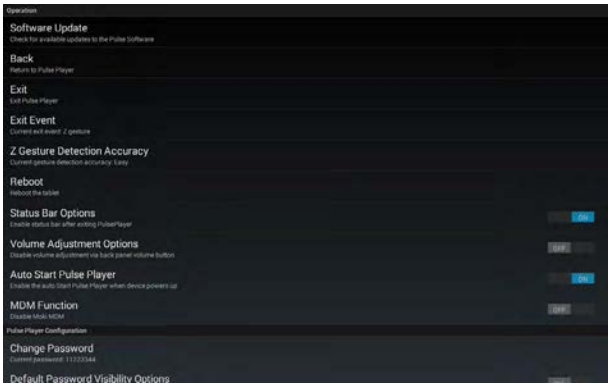 Operation
Software Update
Check for available updates to the Pulse Software
Back
Return to Pulse Player
Exit
Exit Pulse Player
Exit Event
Current exit event: Z gesture
Z Gesture Detection Accuracy
Current gesture detection accuracy: Easy
Reboot
Reboot the tablet
Status Bar Options
Enable status bar after exiting PulsePlayer
ON
Volume Adjustment Options
Disable volume adjustment via back panel volume button
OFF
Auto Start Pulse Player
Enable the auto Start Pulse Player when device powers up
ON
MDM Function
Disable Moki MDM
OFF
Pulse Player Configuration
Change Password
Current password: 11223344
Default Password Visibility Options